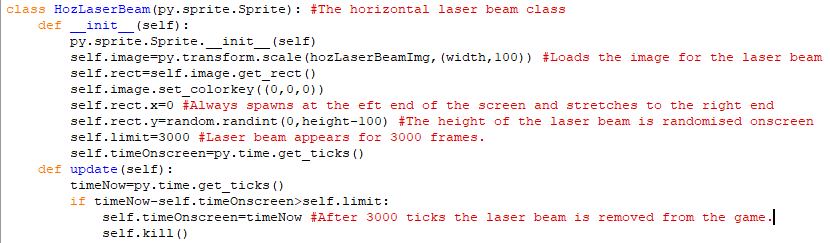 class HozLaserBeam(py.sprite.Sprite): #The horizontal laser beam class
    def __init__(self):
        py.sprite.Sprite.__init__(self)
        self.image=py.transform.scale(hozLaserBeamImg,(width,100)) #Loads the image for the laser beam
        self.rect=self.image.get_rect()
        self.image.set_colorkey((0,0,0))
        self.rect.x=0 #Always spawns at the eft end of the screen and stretches to the right end
        self.rect.y=random.randint(0,height-100) #The height of the laser beam is randomised onscreen
        self.limit=3000 #Laser beam appears for 3000 frames.
        self.timeOnscreen=py.time.get_ticks()
    def update(self):
        timeNow=py.time.get_ticks()
        if timeNow-self.timeOnscreen>self.limit:
            self.timeOnscreen=timeNow #After 3000 ticks the laser beam is removed from the game.
            self.kill()